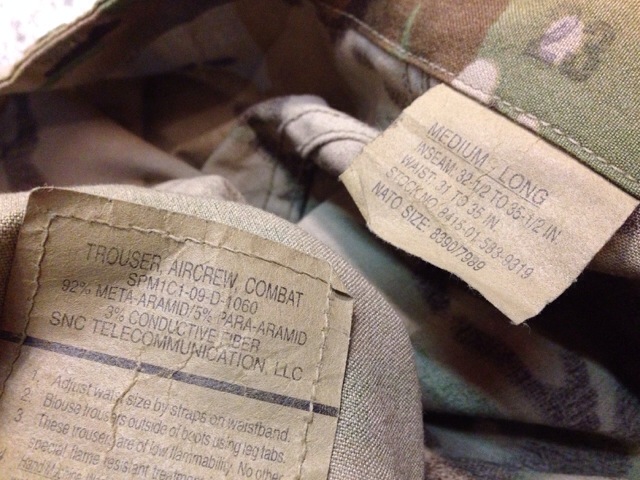 23
MEDIUM - LONG
INSEAM: 32-1/2 TO 35-1/2 IN.
WAIST: 31 TO 35 IN.
STOCK NO. 8415-01-583-9319
NATO SIZE: 8390/7989
TROUSER, AIRCREW, COMBAT
SPM1C1-09-D-1060
92% META-ARAMID/5% PARA-ARAMID
3% CONDUCTIVE FIBER
SNC TELECOMMUNICATION, LLC
1. Adjust waist size by straps on waistband.
2. Blouse trousers outside of boots using leg tabs.
3 These trousers are of low flammability. No other
special flame resistant treatment